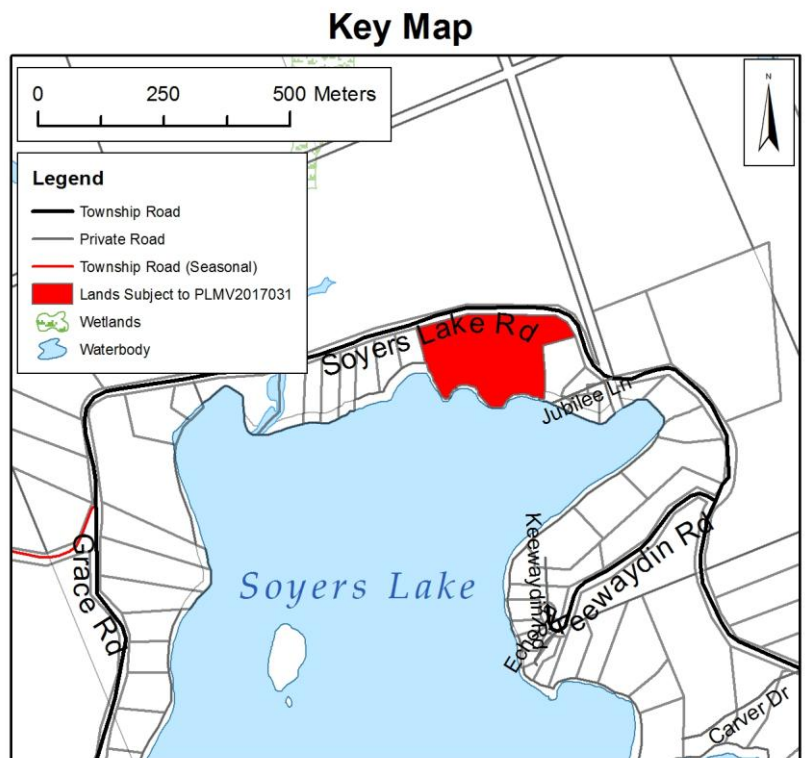 Key Map
0 250 500 Meters
N
Legend
Township Road
Private Road
Township Road (Seasonal)
Lands Subject to PLMV2017031
Wetlands
Waterbody
Soyers Lake Rd
Jubilee Ln
Grace Rd
Soyers Lake
Keewaydin Rd
Keewaydin Rd
Carver Dr